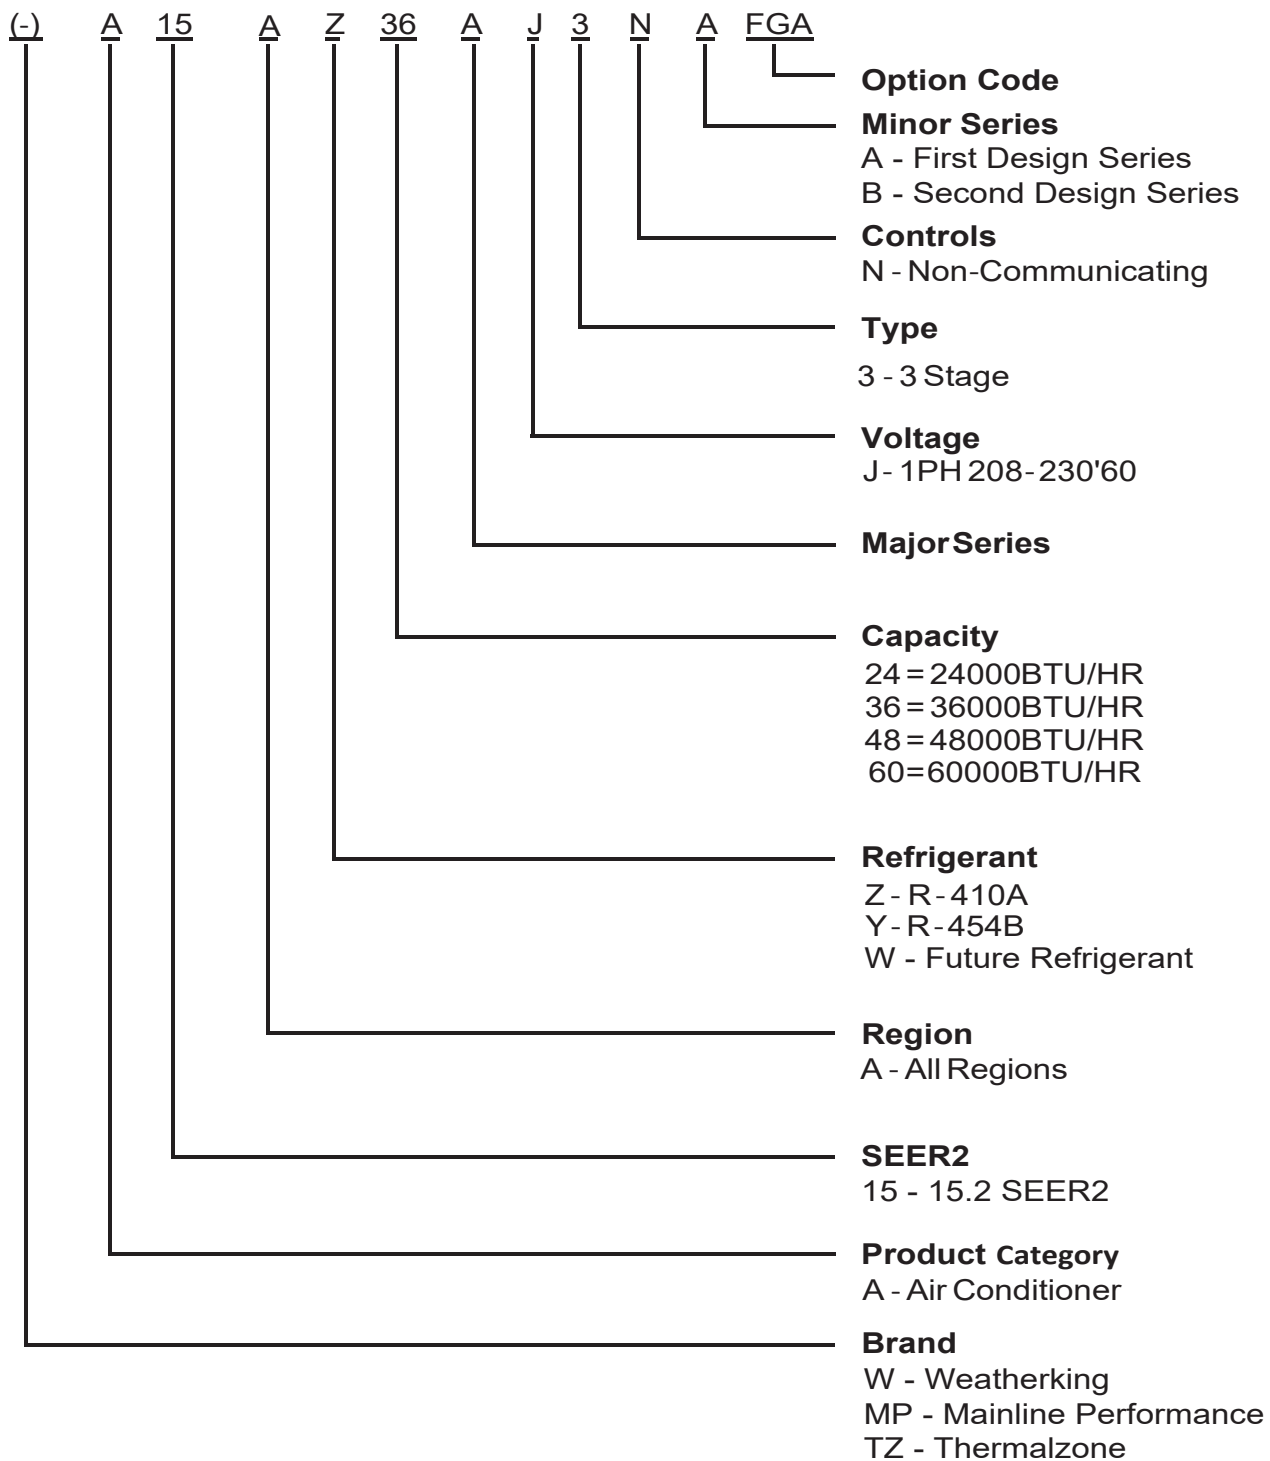 (-) A 15 A Z 36 A J 3 N A FGA
Option Code
Minor Series
A - First Design Series
B - Second Design Series
Controls
N - Non-Communicating
Type
3 - 3 Stage
Voltage
J - 1PH 208-230'60
Major Series
Capacity
24 = 24000BTU/HR
36 = 36000BTU/HR
48 = 48000BTU/HR
60=60000BTU/HR
Refrigerant
Z - R - 410A
Y - R - 454B
W - Future Refrigerant
Region
A - All Regions
SEER2
15 - 15.2 SEER2
Product Category
A - Air Conditioner
Brand
W - Weatherking
MP - Mainline Performance
TZ - Thermalzone